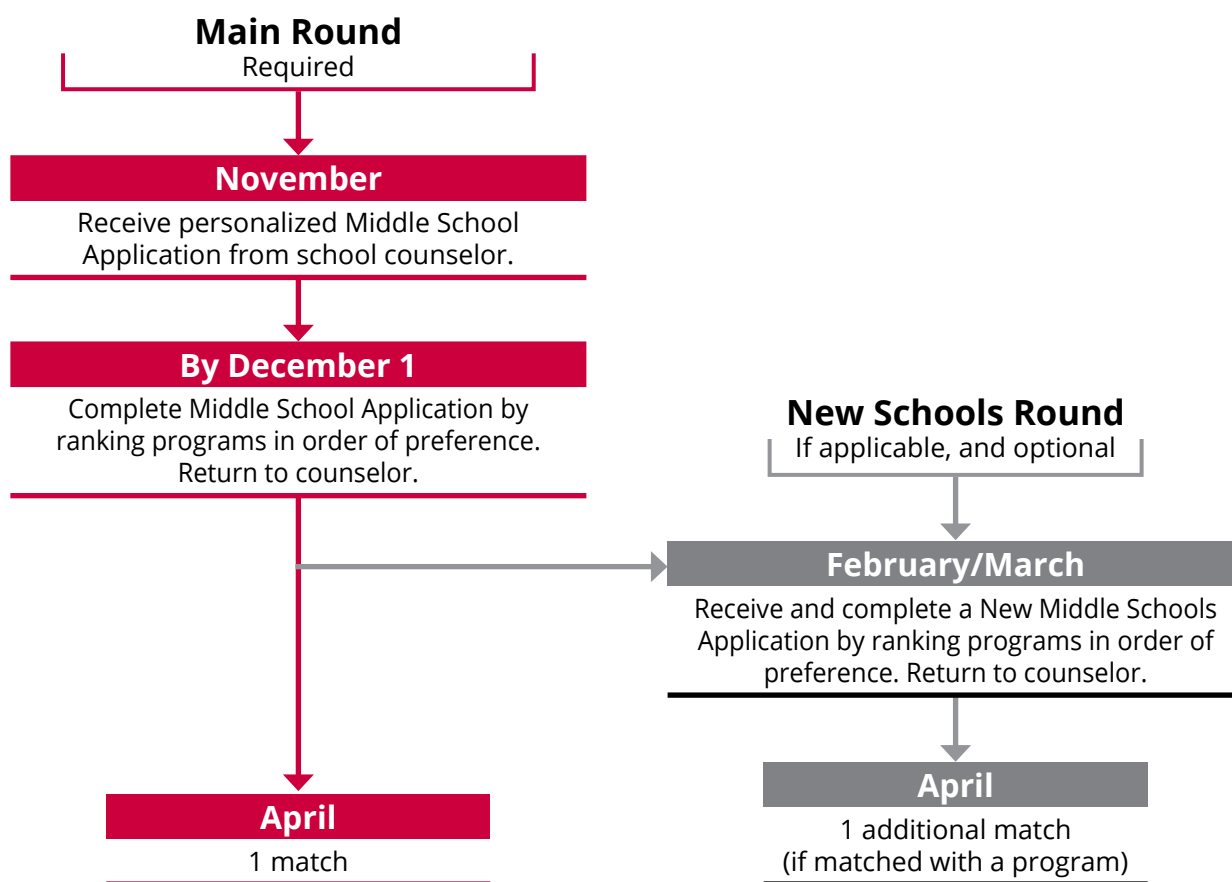 Main Round
Required
November
Receive personalized Middle School
Application from school counselor.
By December 1
Complete Middle School Application by
ranking programs in order of preference.
Return to counselor.
New Schools Round
If applicable, and optional
February/March
Receive and complete a New Middle Schools
Application by ranking programs in order of
preference. Return to counselor.
April
1 match
April
1 additional match
(if matched with a program)